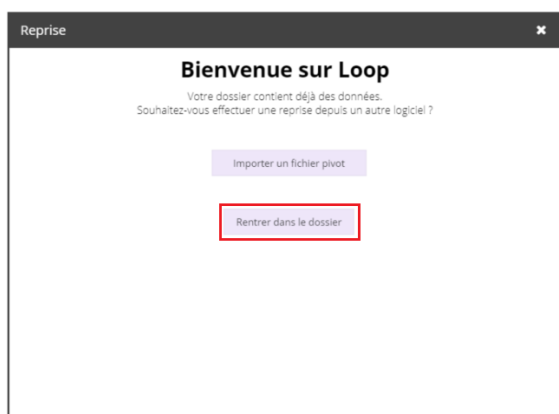 Reprise
Bienvenue sur Loop
Votre dossier contient déjà des données.
Souhaitez-vous effectuer une reprise depuis un autre logiciel ?
Importer un fichier pivot
Rentrer dans le dossier